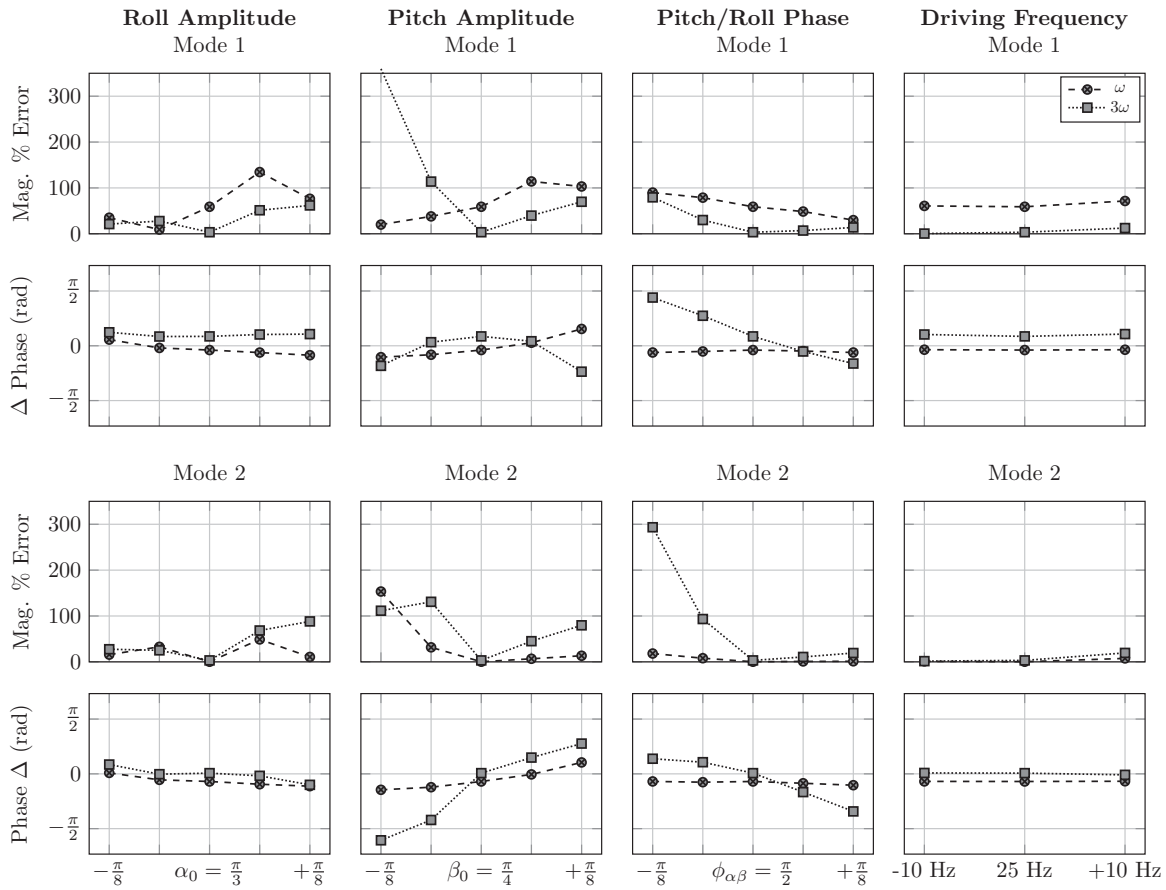 Roll Amplitude Pitch Amplitude Pitch/Roll Phase Driving Frequency
Mode 1 Mode 1 Mode 1 Mode 1
Mag. % Error
300
200
100
0
ω
3ω
Δ Phase (rad)
π/2
0
−π/2
Mode 2 Mode 2 Mode 2 Mode 2
Mag. % Error
300
200
100
0
Phase Δ (rad)
π/2
0
−π/2
−π/8 α₀ = π/3 +π/8 −π/8 β₀ = π/4 +π/8 −π/8 ϕαβ = π/2 +π/8 -10 Hz 25 Hz +10 Hz